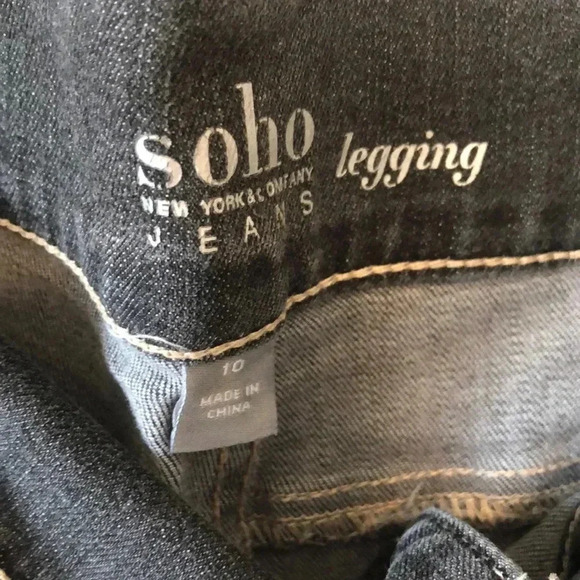 soho
NEW YORK & COMPANY
JEANS
legging
10
MADE IN
CHINA